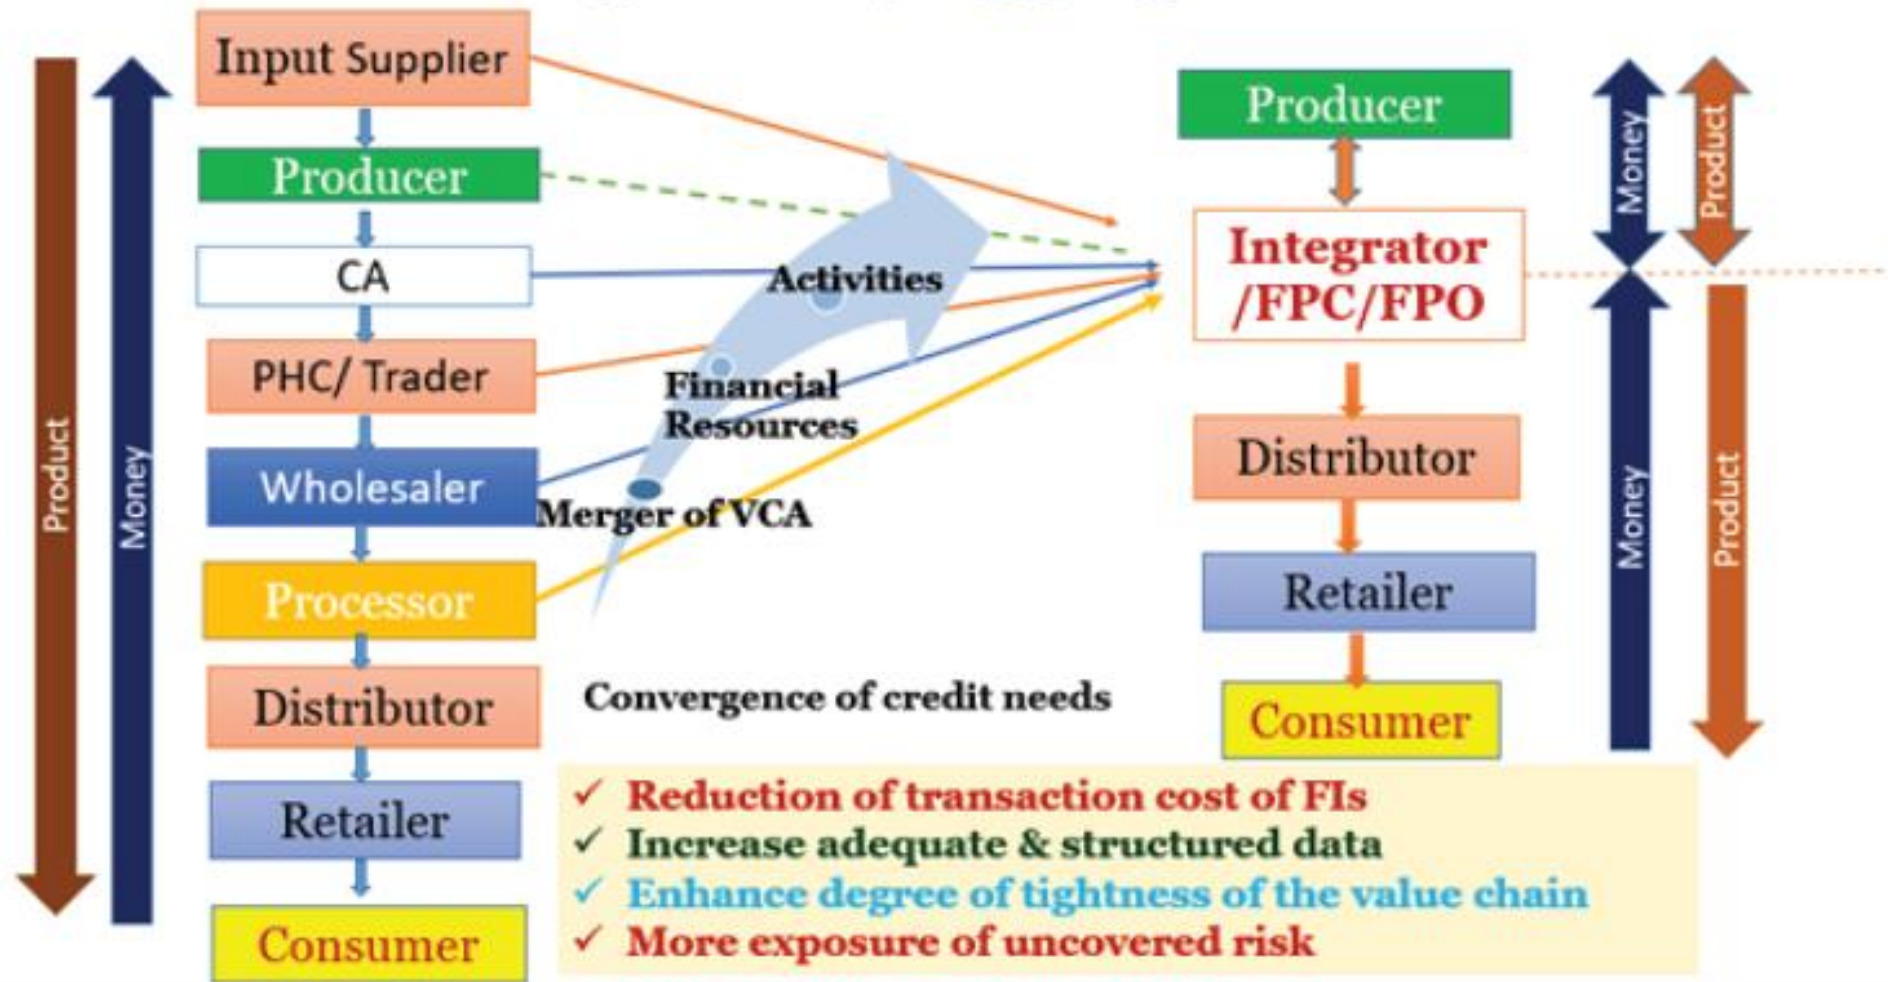 Input Supplier
Producer
CA
PHC/ Trader
Wholesaler
Processor
Distributor
Retailer
Consumer
Product
Money
Activities
Financial
Resources
Merger of VCA
Convergence of credit needs
✓ Reduction of transaction cost of FIs
✓ Increase adequate & structured data
✓ Enhance degree of tightness of the value chain
✓ More exposure of uncovered risk
Producer
Integrator
/FPC/FPO
Distributor
Retailer
Consumer
Money
Product
Money
Product